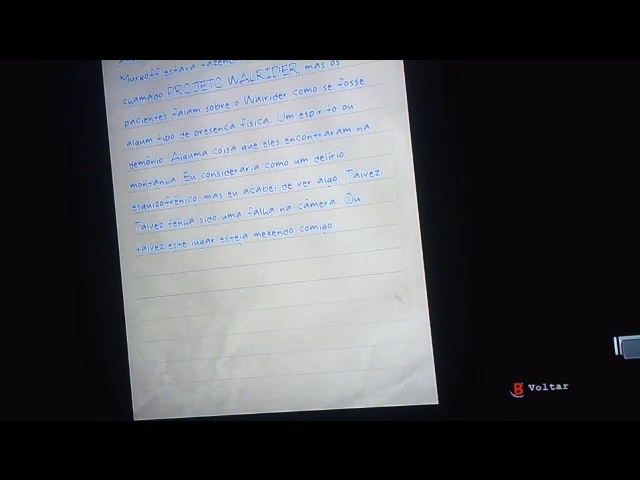 Murkoff estava fazen
chamado PROJETO WALRIDER, mas os
pacientes falam sobre o Walrider como se fosse
algum tipo de presença física. Um espírito ou
demônio. Alguma coisa que eles encontraram na
montanha. Eu consideraria como um delírio
esquizofrênico mas eu acabei de ver algo. Talvez.
Talvez tenha sido uma falha na câmera. Ou
talvez este lugar esteja mexendo comigo.
Voltar